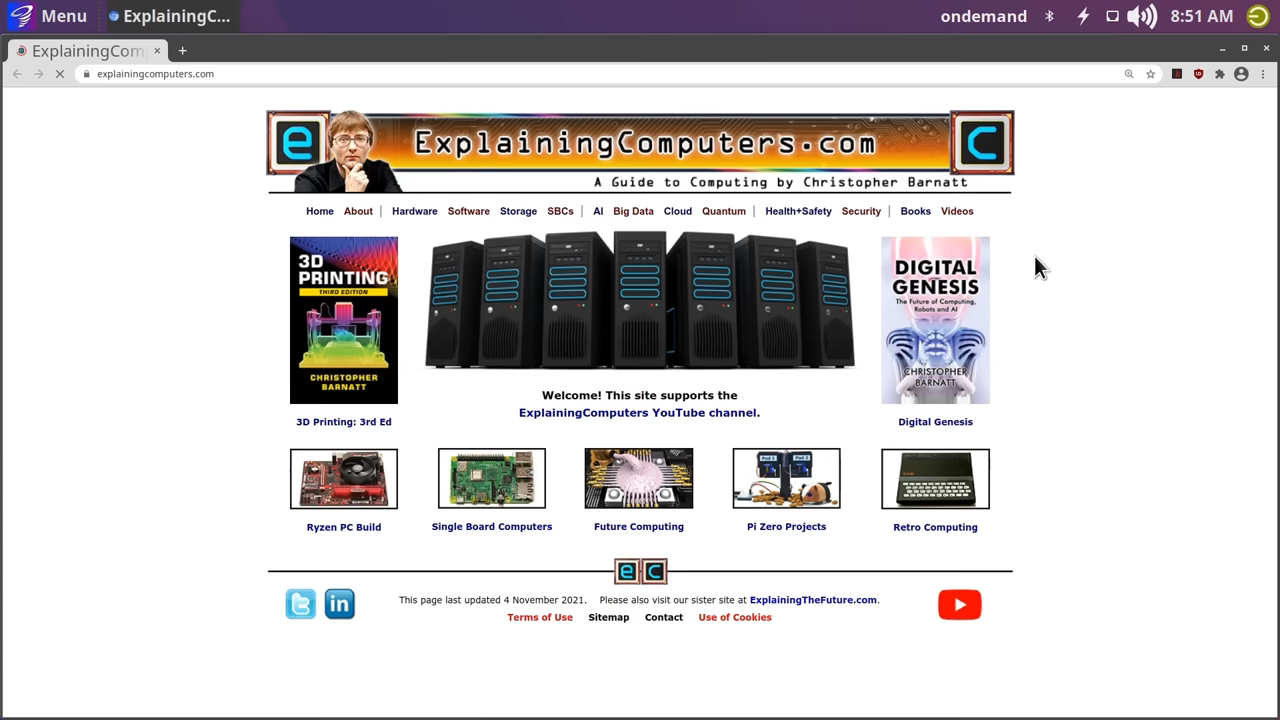 Menu ExplainingC... ondemand 8:51 AM
ExplainingCom
explainingcomputers.com
e ExplainingComputers.com c
A Guide to Computing by Christopher Barnatt
Home About | Hardware Software Storage SBCs | AI Big Data Cloud Quantum | Health+Safety Security | Books Videos
3D
PRINTING
THIRD EDITION
CHRISTOPHER
BARNATT
3D Printing: 3rd Ed
Welcome! This site supports the
ExplainingComputers YouTube channel.
DIGITAL
GENESIS
The Future of Computing,
Robots and AI
CHRISTOPHER
BARNATT
Digital Genesis
Ryzen PC Build Single Board Computers Future Computing Pi Zero Projects Retro Computing
e c
in
This page last updated 4 November 2021. Please also visit our sister site at ExplainingTheFuture.com.
Terms of Use Sitemap Contact Use of Cookies